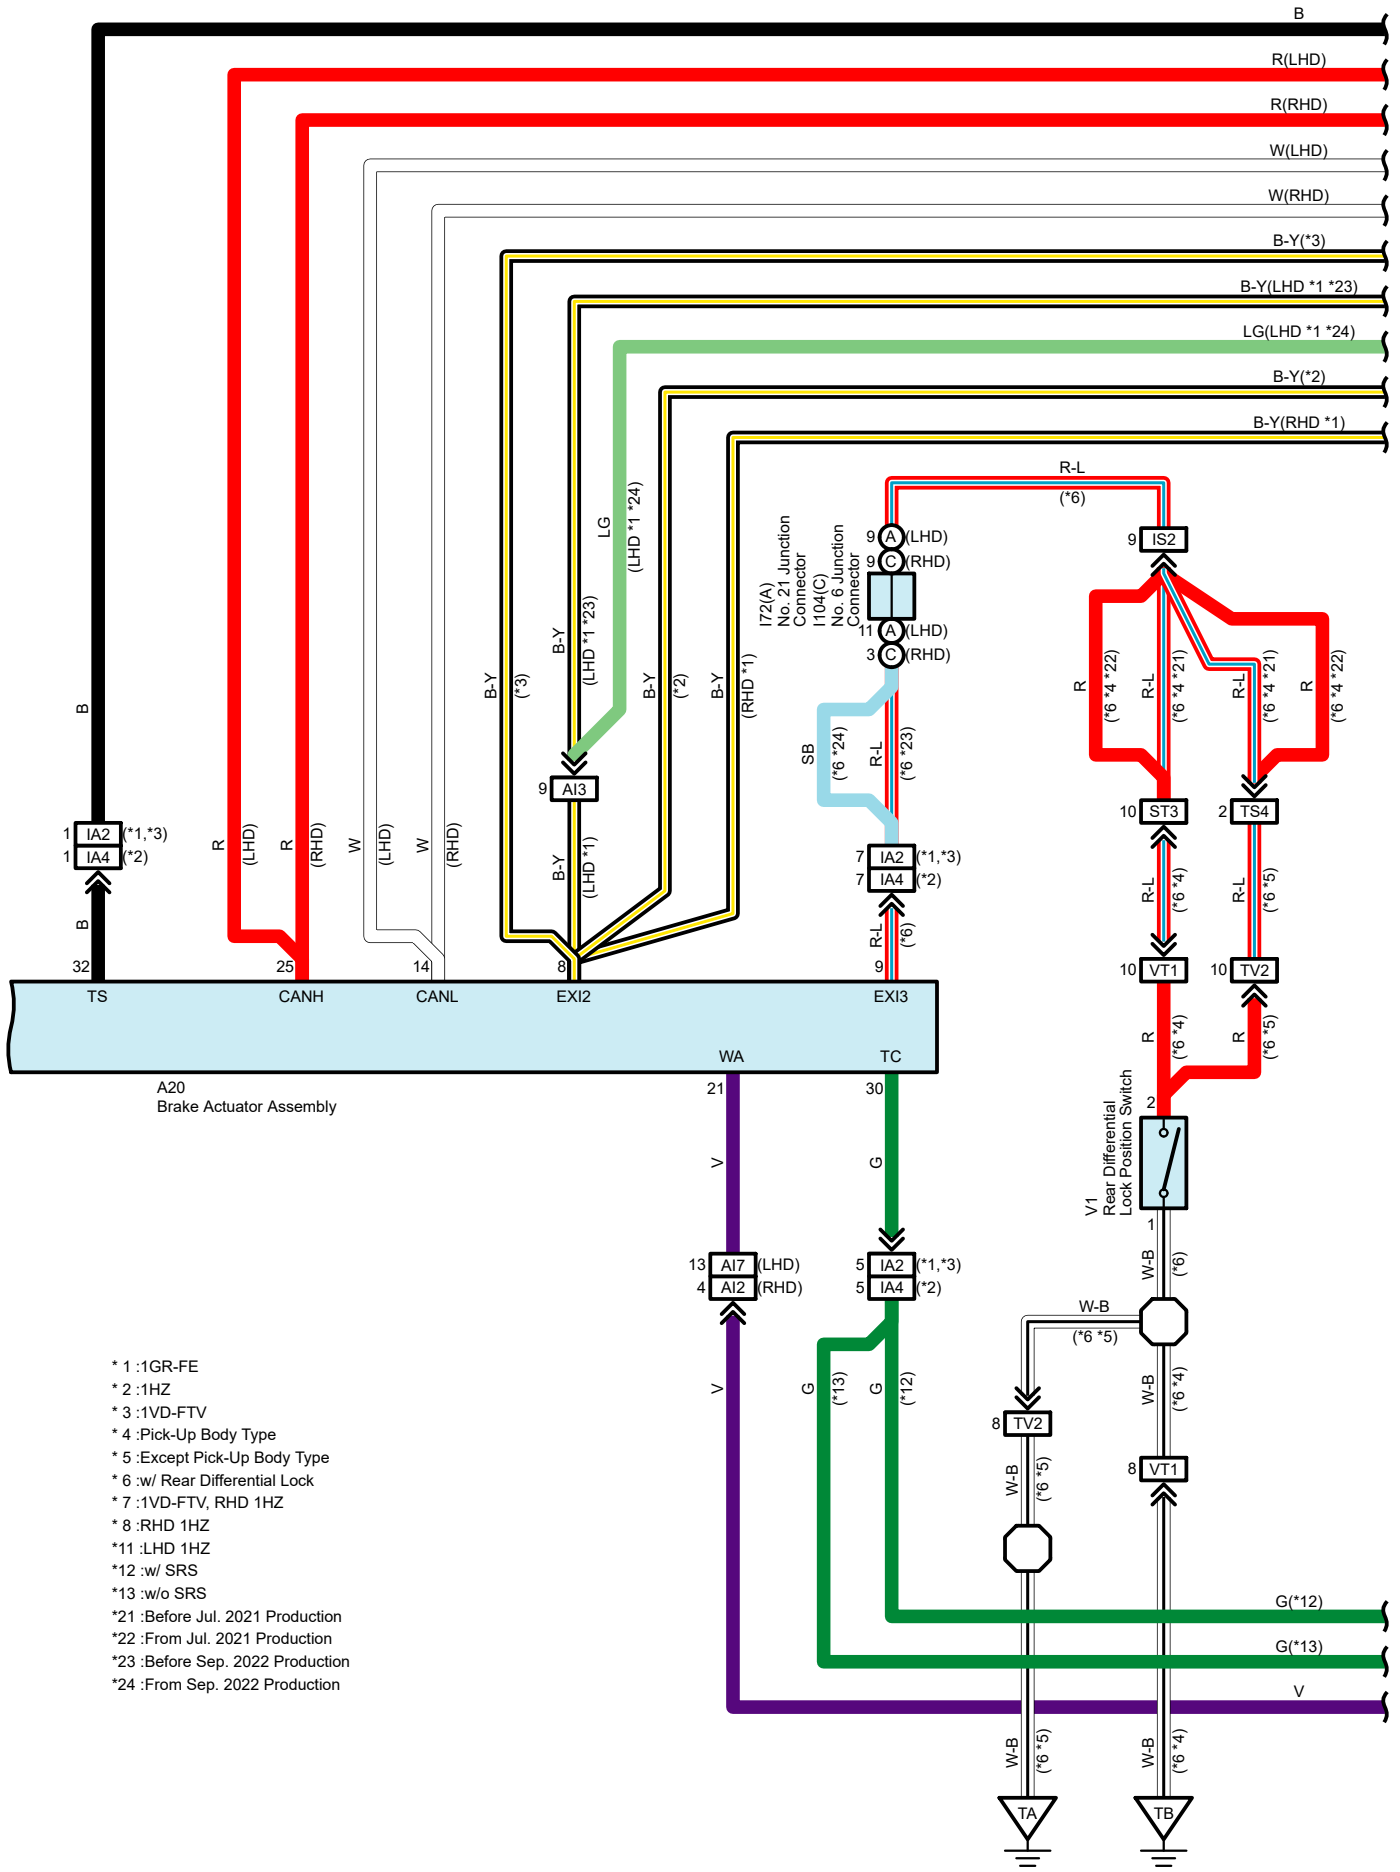 B
R(LHD)
R(RHD)
W(LHD)
W(RHD)
B-Y(*3)
B-Y(LHD *1 *23)
LG(LHD *1 *24)
B-Y(*2)
B-Y(RHD *1)
R-L
(*6)
9 A (LHD)
9 C (RHD)
I72(A)
No. 21 Junction
Connector
I104(C)
No. 6 Junction
Connector
11 A (LHD)
3 C (RHD)
9 IS2
LG
(LHD *1 *24)
B-Y
(*3)
B-Y
(LHD *1 *23)
B-Y
(*2)
B-Y
(RHD *1)
R
(*6 *4 *22)
R-L
(*6 *4 *21)
R-L
(*6 *4 *21)
R
(*6 *4 *22)
B
SB
(*6 *24)
R-L
(*6 *23)
9 AI3
10 ST3
2 TS4
1 IA2 (*1,*3)
1 IA4 (*2)
R
(LHD)
R
(RHD)
W
(LHD)
W
(RHD)
B-Y
(LHD *1)
7 IA2 (*1,*3)
7 IA4 (*2)
R-L
(*6 *4)
R-L
(*6 *5)
B
R-L
(*6)
32
25
14
8
9
10 VT1
10 TV2
TS
CANH
CANL
EXI2
EXI3
WA
TC
R
(*6 *4)
R
(*6 *5)
A20
Brake Actuator Assembly
21
30
2
V1
Rear Differential
Lock Position Switch
V
G
1
W-B
(*6)
13 AI7 (LHD)
4 AI2 (RHD)
5 IA2 (*1,*3)
5 IA4 (*2)
W-B
(*6 *5)
V
G
(*13)
G
(*12)
W-B
(*6 *4)
8 TV2
8 VT1
W-B
(*6 *5)
* 1 :1GR-FE
* 2 :1HZ
* 3 :1VD-FTV
* 4 :Pick-Up Body Type
* 5 :Except Pick-Up Body Type
* 6 :w/ Rear Differential Lock
* 7 :1VD-FTV, RHD 1HZ
* 8 :RHD 1HZ
*11 :LHD 1HZ
*12 :w/ SRS
*13 :w/o SRS
*21 :Before Jul. 2021 Production
*22 :From Jul. 2021 Production
*23 :Before Sep. 2022 Production
*24 :From Sep. 2022 Production
G(*12)
G(*13)
V
W-B
(*6 *5)
W-B
(*6 *4)
TA
TB